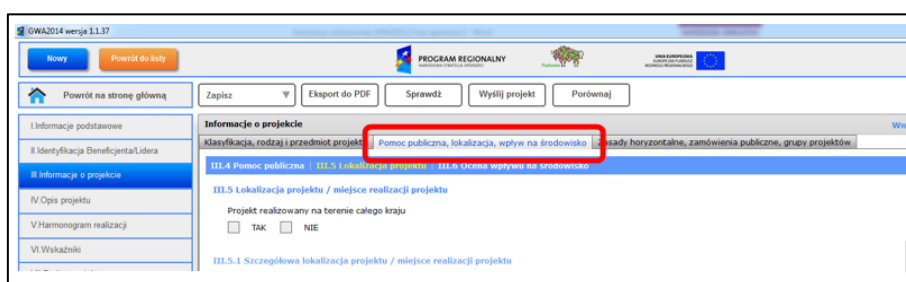 GWA2014 wersja 1.1.37
Nowy
Powrót do listy
PROGRAM REGIONALNY
NARODOWA STRATEGIA SPÓJNOŚCI
UNIA EUROPEJSKA
Powrót na stronę główną
Zapisz
Eksport do PDF
Sprawdź
Wyślij projekt
Porównaj
I.Informacje podstawowe
II.Identyfikacja Beneficjenta/Lidera
III.Informacje o projekcie
IV.Opis projektu
V.Harmonogram realizacji
VI.Wskaźniki
Informacje o projekcie
Wn
Klasyfikacja, rodzaj i przedmiot projekt
Pomoc publiczna, lokalizacja, wpływ na środowisko
Zasady horyzontalne, zamówienia publiczne, grupy projektów
III.4 Pomoc publiczna | III.5 Lokalizacja projektu | III.6 Ocena wpływu na środowisko
III.5 Lokalizacja projektu / miejsce realizacji projektu
Projekt realizowany na terenie całego kraju
TAK NIE
III.5.1 Szczegółowa lokalizacja projektu / miejsce realizacji projektu